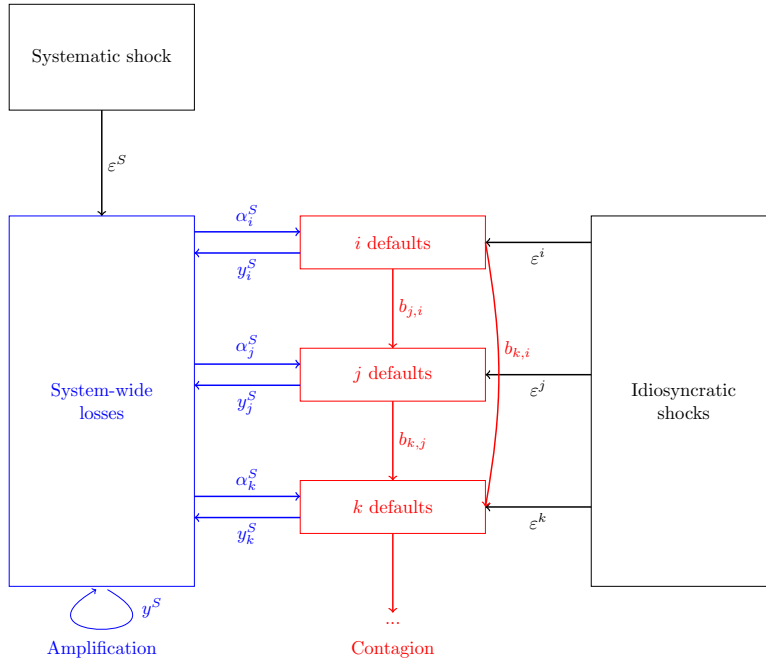 Systematic shock
ε^S
α_i^S
y_i^S
i defaults
ε^i
b_{j,i}
α_j^S
y_j^S
j defaults
b_{k,i}
ε^j
System-wide
losses
Idiosyncratic
shocks
b_{k,j}
α_k^S
y_k^S
k defaults
ε^k
y^S
...
Amplification
Contagion